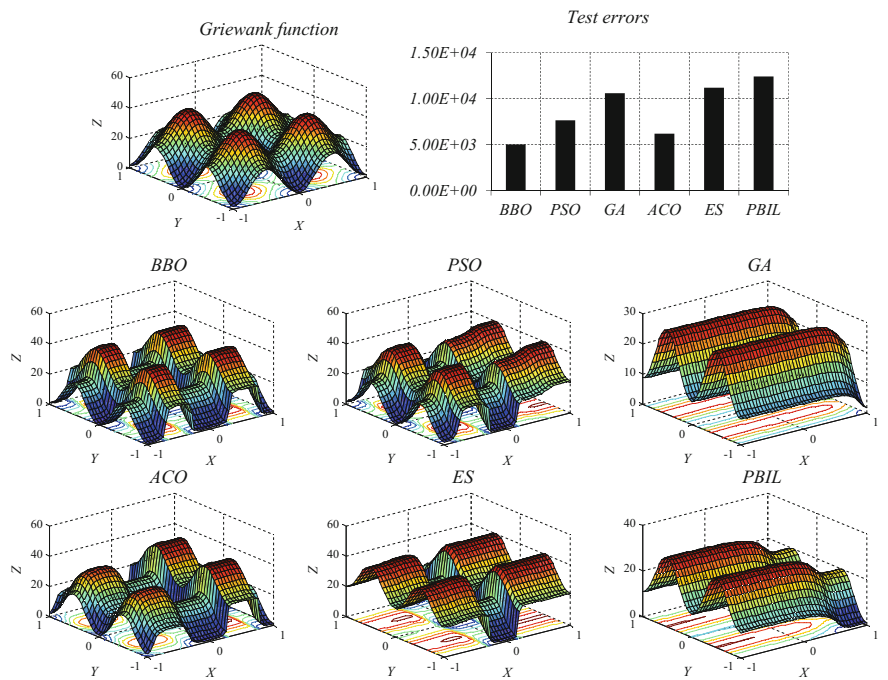 Griewank function
60
40
20
0
Z
1
0
-1
Y
-1
0
1
X
Test errors
1.50E+04
1.00E+04
5.00E+03
0.00E+00
BBO PSO GA ACO ES PBIL
BBO
60
40
20
0
Z
1
0
-1
Y
-1
0
1
X
PSO
60
40
20
0
Z
1
0
-1
Y
-1
0
1
X
GA
30
20
10
0
Z
1
0
-1
Y
-1
0
1
X
ACO
60
40
20
0
Z
1
0
-1
Y
-1
0
1
X
ES
60
40
20
0
Z
1
0
-1
Y
-1
0
1
X
PBIL
40
20
0
Z
1
0
-1
Y
-1
0
1
X